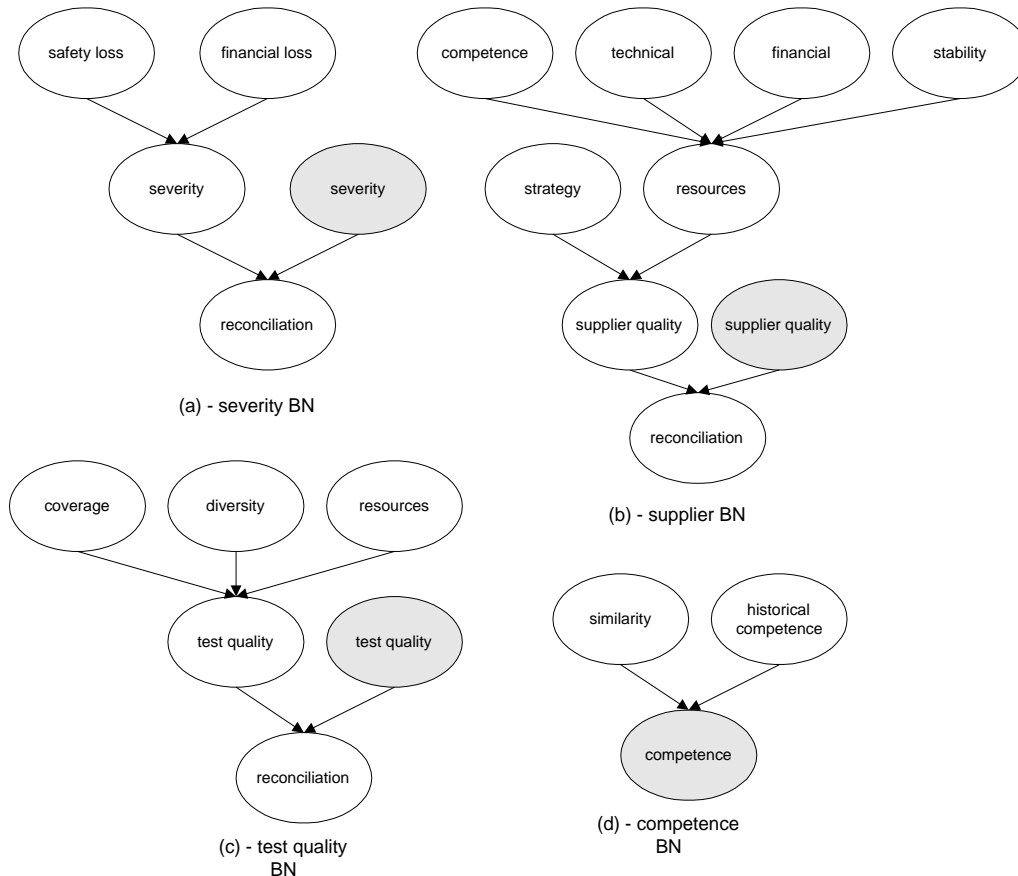 safety loss
financial loss
severity
severity
reconciliation
(a) - severity BN
competence
technical
financial
stability
strategy
resources
supplier quality
supplier quality
reconciliation
(b) - supplier BN
coverage
diversity
resources
test quality
test quality
reconciliation
(c) - test quality
BN
similarity
historical
competence
competence
(d) - competence
BN